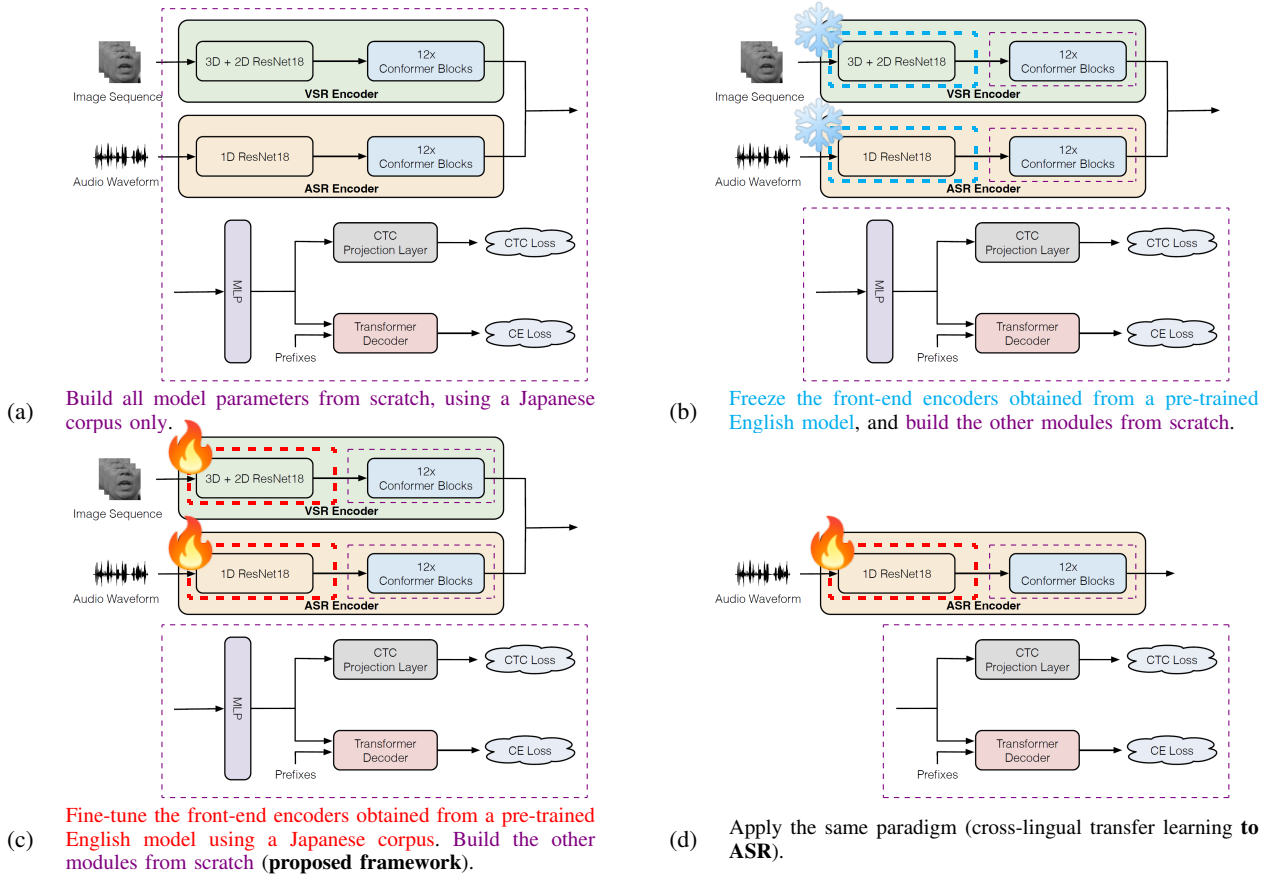 3D + 2D ResNet18
12x
Conformer Blocks
Image Sequence
VSR Encoder
1D ResNet18
12x
Conformer Blocks
Audio Waveform
ASR Encoder
MLP
CTC
Projection Layer
CTC Loss
Transformer
Decoder
CE Loss
Prefixes
(a)
Build all model parameters from scratch, using a Japanese
corpus only.
3D + 2D ResNet18
12x
Conformer Blocks
Image Sequence
VSR Encoder
1D ResNet18
12x
Conformer Blocks
Audio Waveform
ASR Encoder
MLP
CTC
Projection Layer
CTC Loss
Transformer
Decoder
CE Loss
Prefixes
(b)
Freeze the front-end encoders obtained from a pre-trained
English model, and build the other modules from scratch.
3D + 2D ResNet18
12x
Conformer Blocks
Image Sequence
VSR Encoder
1D ResNet18
12x
Conformer Blocks
Audio Waveform
ASR Encoder
MLP
CTC
Projection Layer
CTC Loss
Transformer
Decoder
CE Loss
Prefixes
(c)
Fine-tune the front-end encoders obtained from a pre-trained
English model using a Japanese corpus. Build the other
modules from scratch (proposed framework).
1D ResNet18
12x
Conformer Blocks
Audio Waveform
ASR Encoder
CTC
Projection Layer
CTC Loss
Transformer
Decoder
CE Loss
Prefixes
(d)
Apply the same paradigm (cross-lingual transfer learning to
ASR).